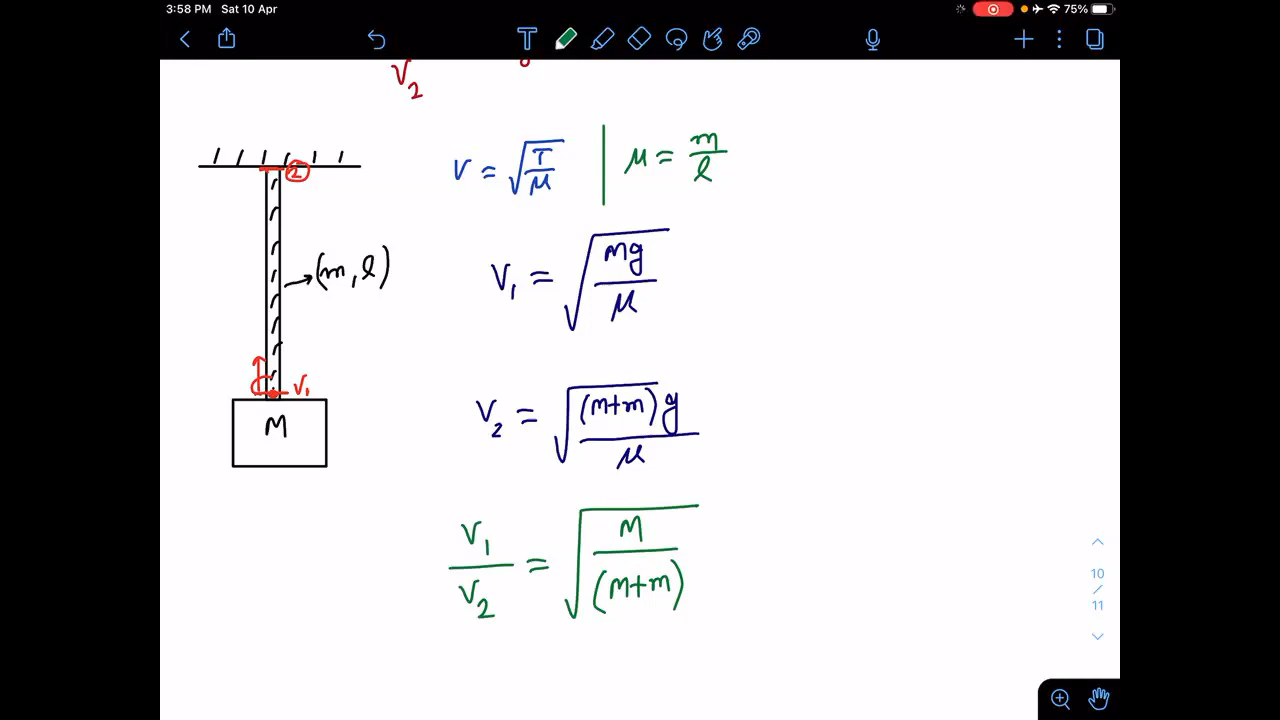 3:58 PM Sat 10 Apr 75%
T
V₂
2
V = √(T/μ) | μ = m/l
(m, l)
V₁ = √(Mg/μ)
V₁
M
V₂ = √((M+m)g/μ)
V₁/V₂ = √(M/(M+m))
10
/
11